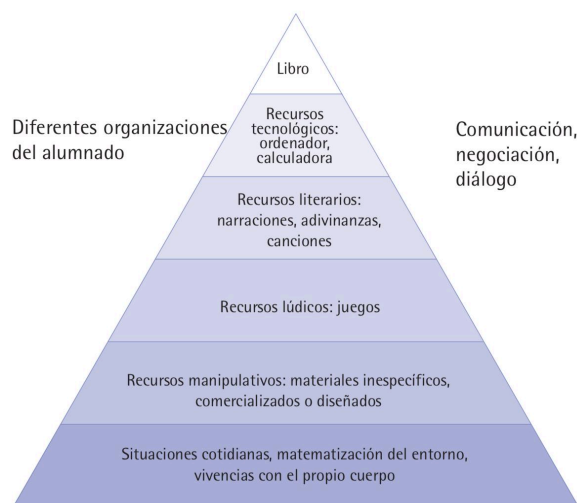 Libro
Diferentes organizaciones
del alumnado
Recursos
tecnológicos:
ordenador,
calculadora
Comunicación,
negociación,
diálogo
Recursos literarios:
narraciones, adivinanzas,
canciones
Recursos lúdicos: juegos
Recursos manipulativos: materiales inespecíficos,
comercializados o diseñados
Situaciones cotidianas, matematización del entorno,
vivencias con el propio cuerpo